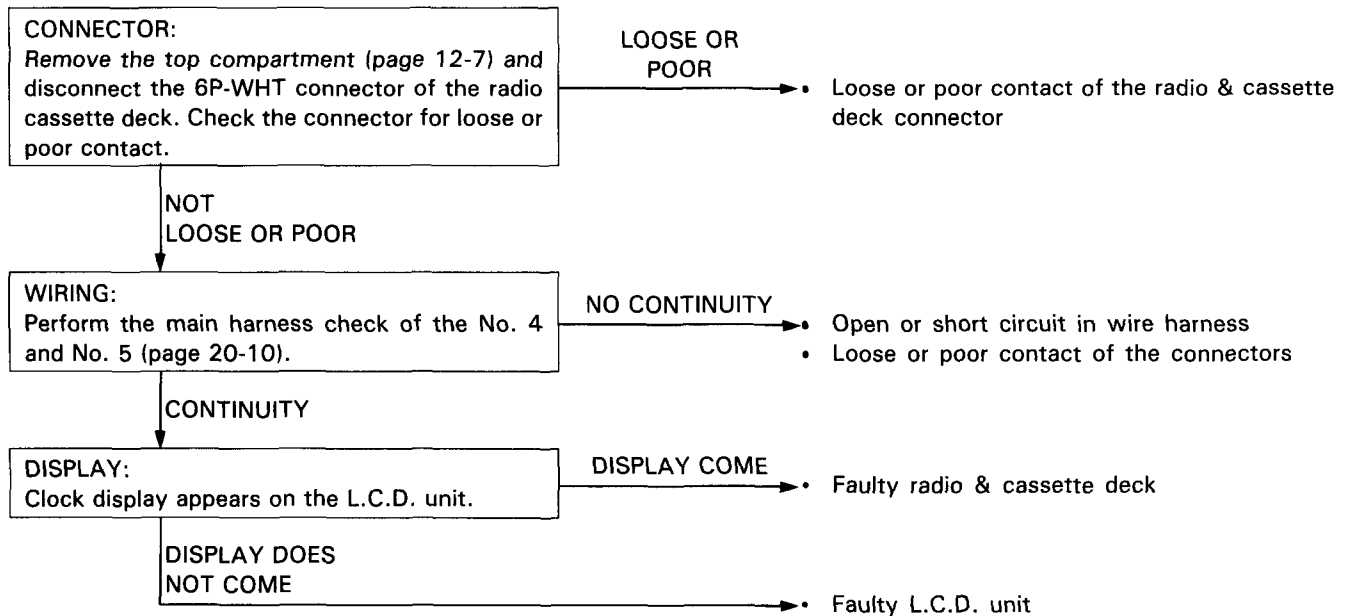 CONNECTOR:
Remove the top compartment (page 12-7) and
disconnect the 6P-WHT connector of the radio
cassette deck. Check the connector for loose or
poor contact.
LOOSE OR
POOR
• Loose or poor contact of the radio & cassette
deck connector
NOT
LOOSE OR POOR
WIRING:
Perform the main harness check of the No. 4
and No. 5 (page 20-10).
NO CONTINUITY
• Open or short circuit in wire harness
• Loose or poor contact of the connectors
CONTINUITY
DISPLAY:
Clock display appears on the L.C.D. unit.
DISPLAY COME
• Faulty radio & cassette deck
DISPLAY DOES
NOT COME
• Faulty L.C.D. unit